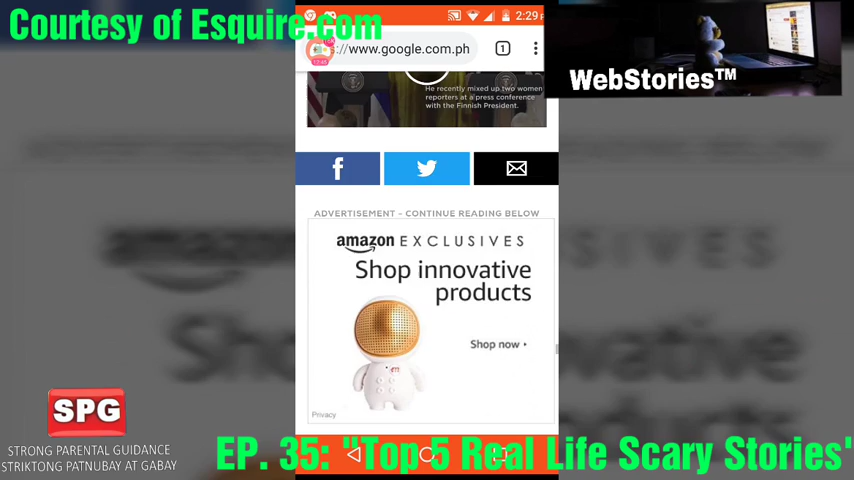 Courtesy of Esquire.com
2:29
://www.google.com.ph
1
WebStories™
He recently mixed up two women
reporters at a press conference
with the Finnish President.
f
ADVERTISEMENT - CONTINUE READING BELOW
amazon EXCLUSIVES
Shop innovative
products
Shop now
Privacy
SPG
STRONG PARENTAL GUIDANCE
STRIKTONG PATNUBAY AT GABAY
EP. 35: "Top 5 Real Life Scary Stories"